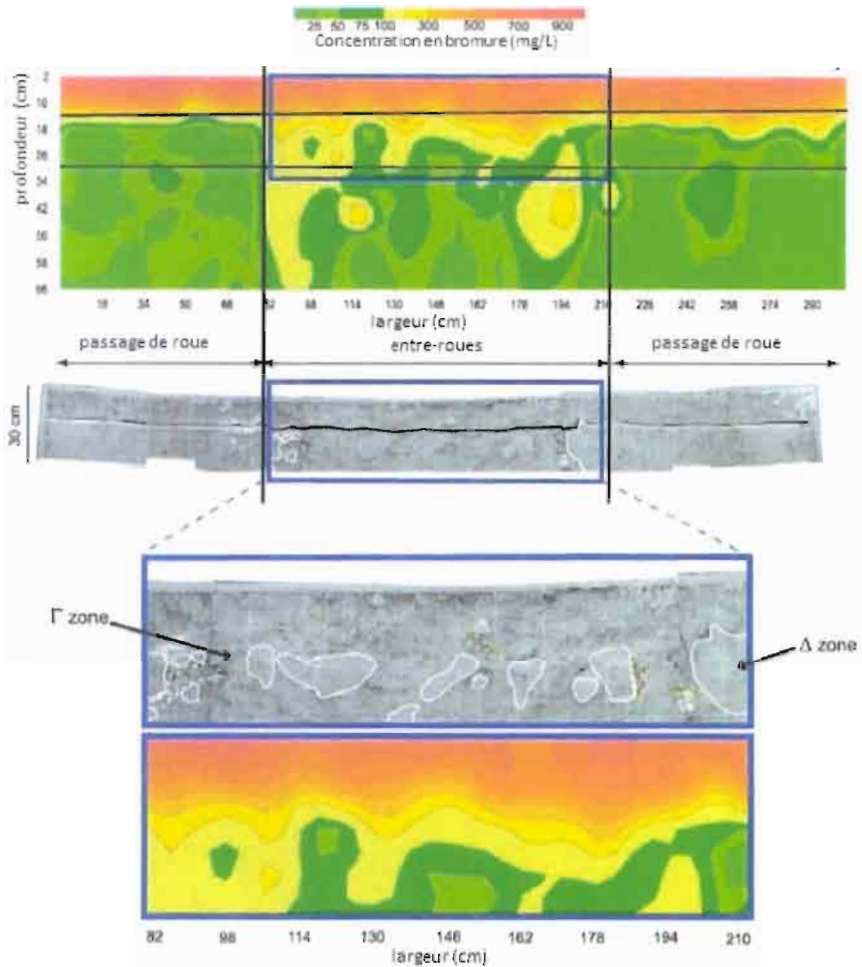 25 50 75 100 300 500 700 900
Concentration en bromure (mg/L)
profondeur (cm)
2
10
18
26
34
42
58
18 34 50 66 82 98 114 130 146 162 178 194 210 226 242 258 274 290
largeur (cm)
passage de roue entre-roues passage de roue
30 cm
Γ zone
Δ zone
82 98 114 130 146 162 178 194 210
largeur (cm)